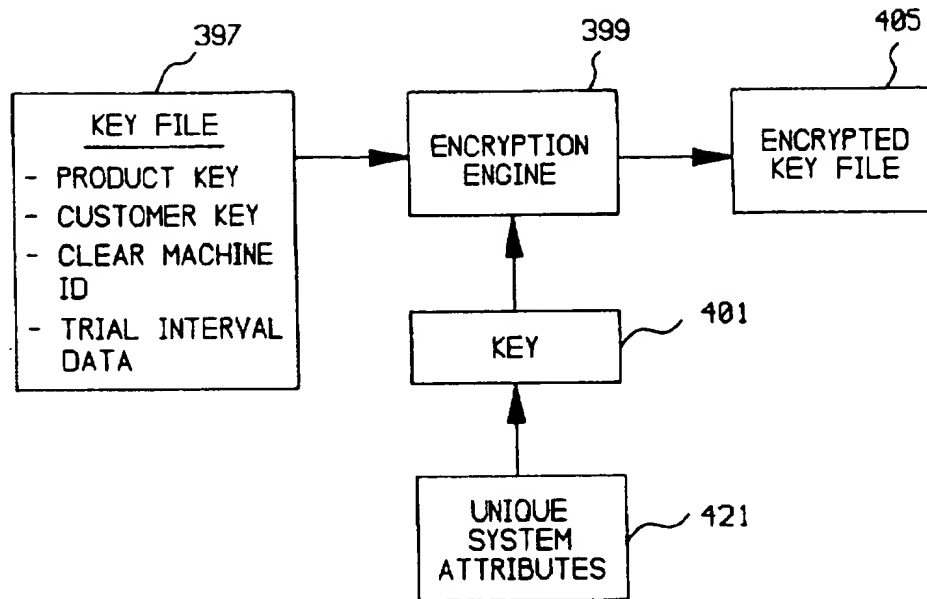 397
399
405
KEY FILE
- PRODUCT KEY
- CUSTOMER KEY
- CLEAR MACHINE
ID
- TRIAL INTERVAL
DATA
ENCRYPTION
ENGINE
ENCRYPTED
KEY FILE
KEY
401
UNIQUE
SYSTEM
ATTRIBUTES
421